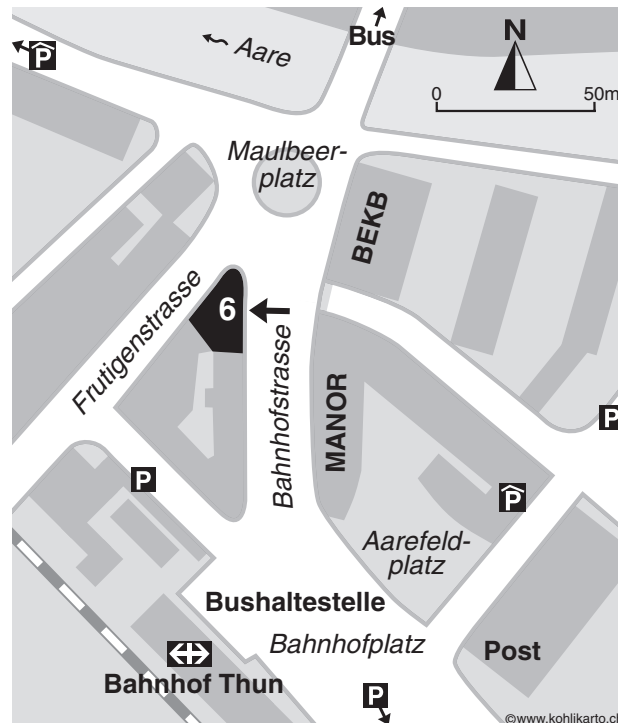 Bus
P
Aare
N
0 50m
Maulbeer-
platz
BEKB
6
Frutigenstrasse
Bahnhofstrasse
MANOR
P
P
P
Aarefeld-
platz
Bushaltestelle
Bahnhofplatz
Post
Bahnhof Thun
P
©www.kohlikarto.ch